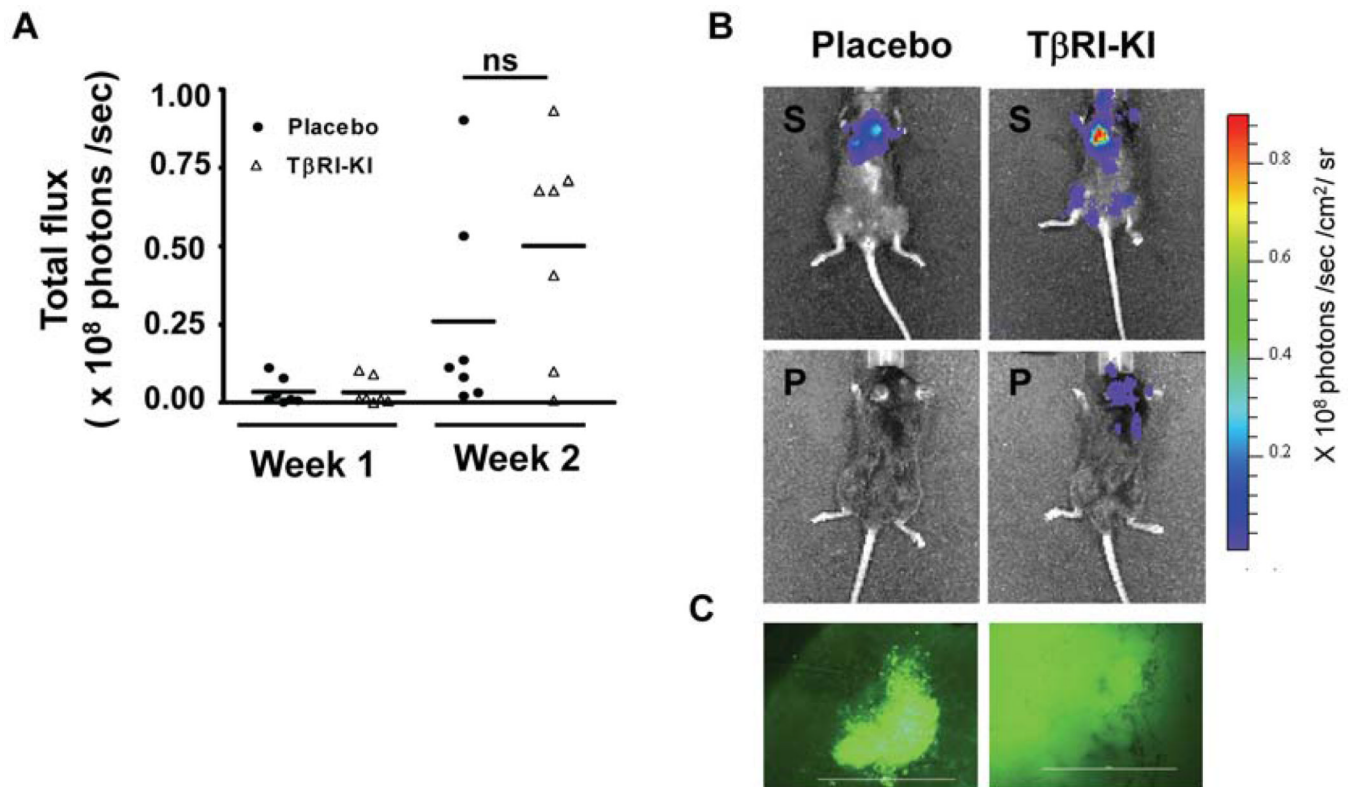 A
Total flux
( x 10⁸ photons /sec)
1.00
0.75
0.50
0.25
0.00
Placebo
TβRI-KI
ns
Week 1
Week 2
B
Placebo
TβRI-KI
S
S
P
P
0.8
0.6
0.4
0.2
X 10⁸ photons /sec /cm²/ sr
C